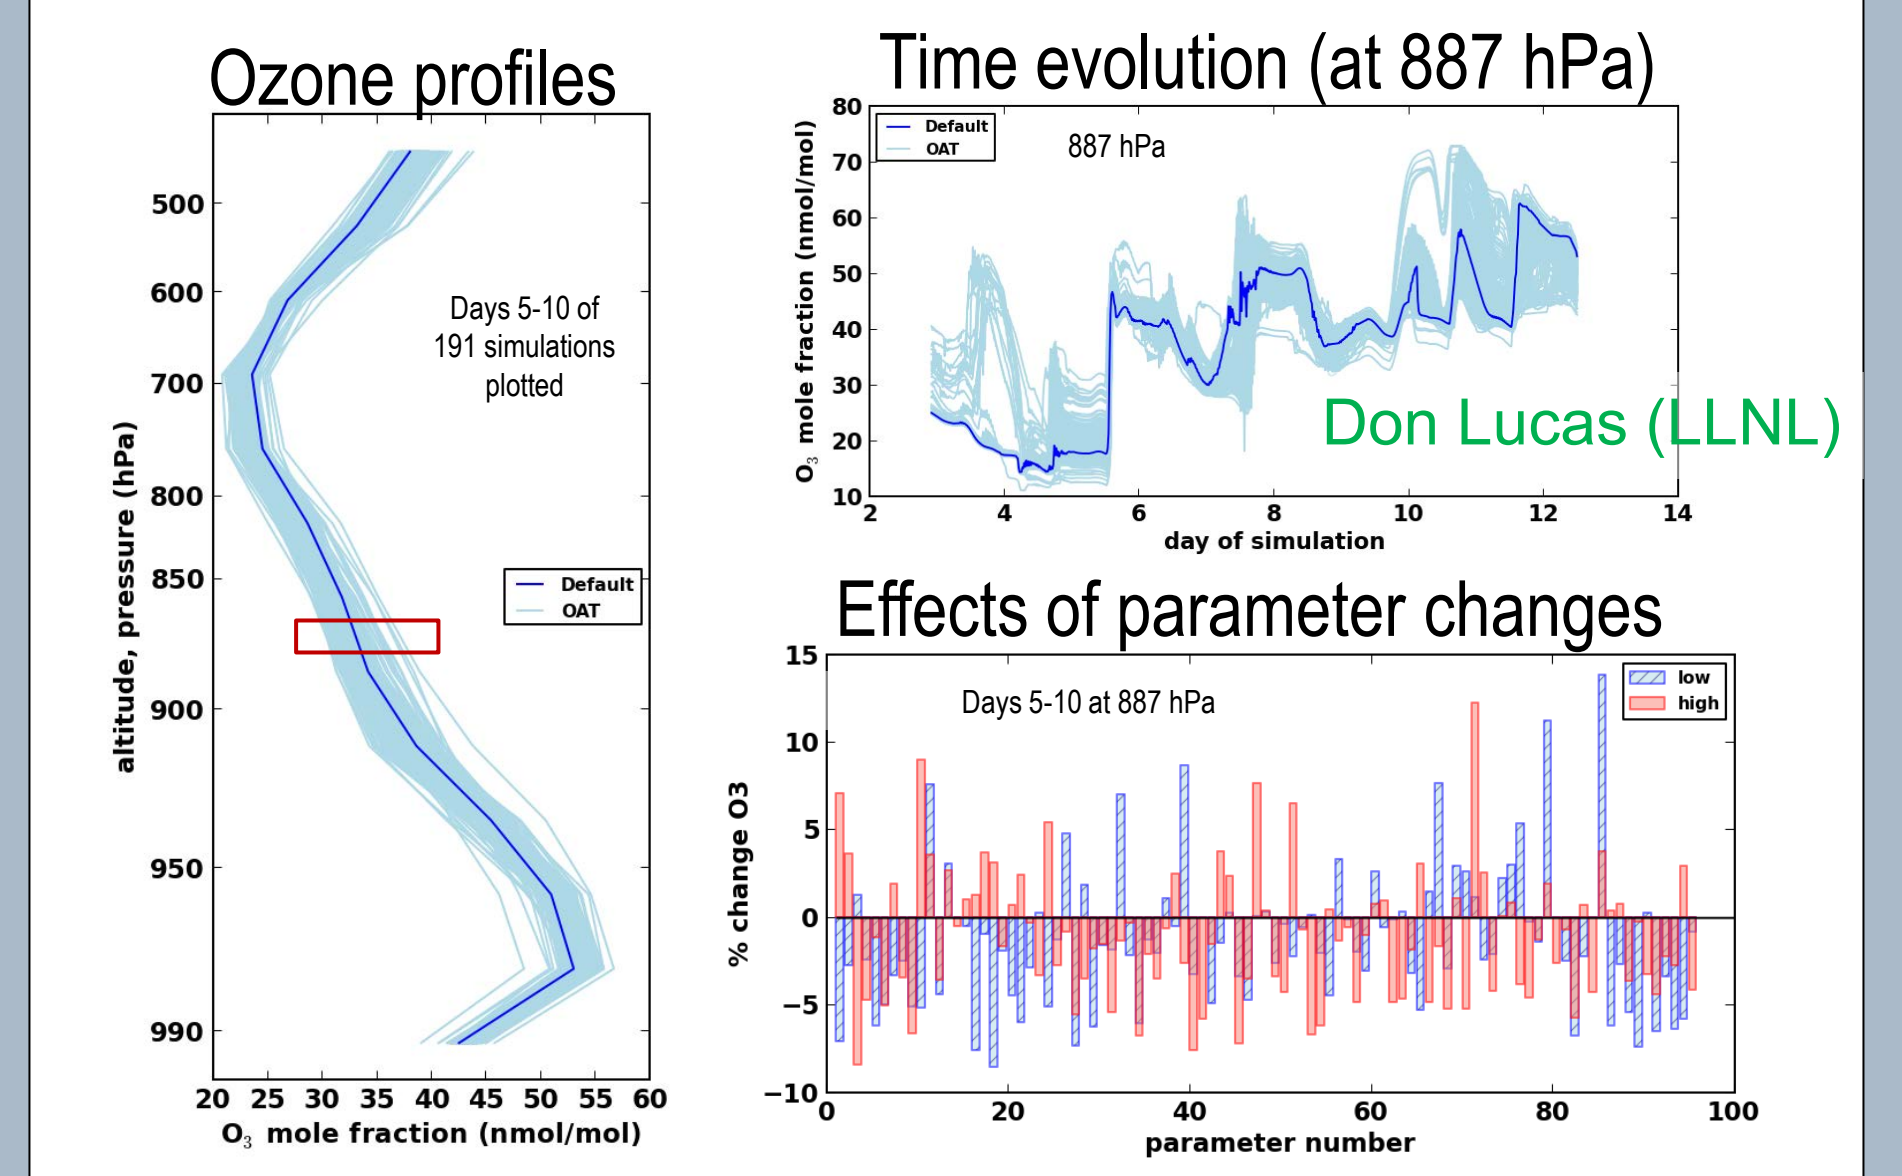 Ozone profiles
500
600
700
800
850
900
950
990
altitude, pressure (hPa)
Days 5-10 of
191 simulations
plotted
Default
OAT
20 25 30 35 40 45 50 55 60
O₃ mole fraction (nmol/mol)
Time evolution (at 887 hPa)
80
70
60
50
40
30
20
10
O₃ mole fraction (nmol/mol)
Default
OAT
887 hPa
2 4 6 8 10 12 14
day of simulation
Don Lucas (LLNL)
Effects of parameter changes
15
10
5
0
−5
−10
% change O3
Days 5-10 at 887 hPa
low
high
0 20 40 60 80 100
parameter number